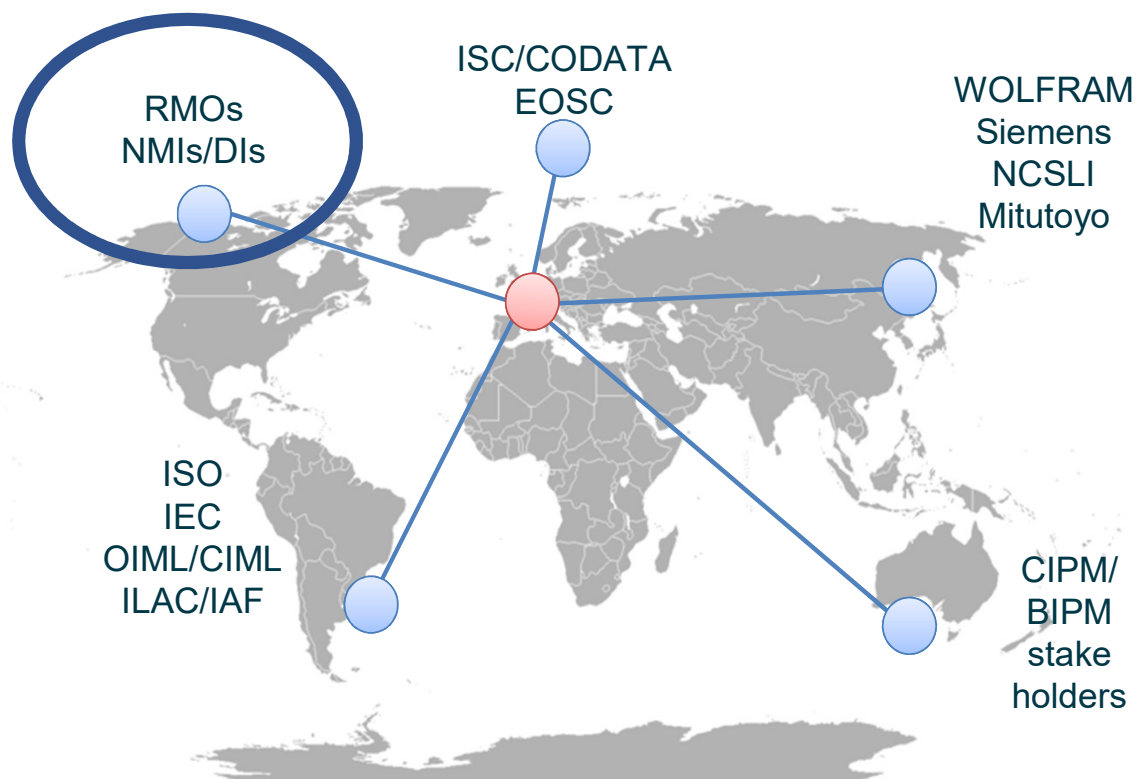 RMOs
NMIs/DIs
ISC/CODATA
EOSC
WOLFRAM
Siemens
NCSLI
Mitutoyo
ISO
IEC
OIML/CIML
ILAC/IAF
CIPM/
BIPM
stake
holders